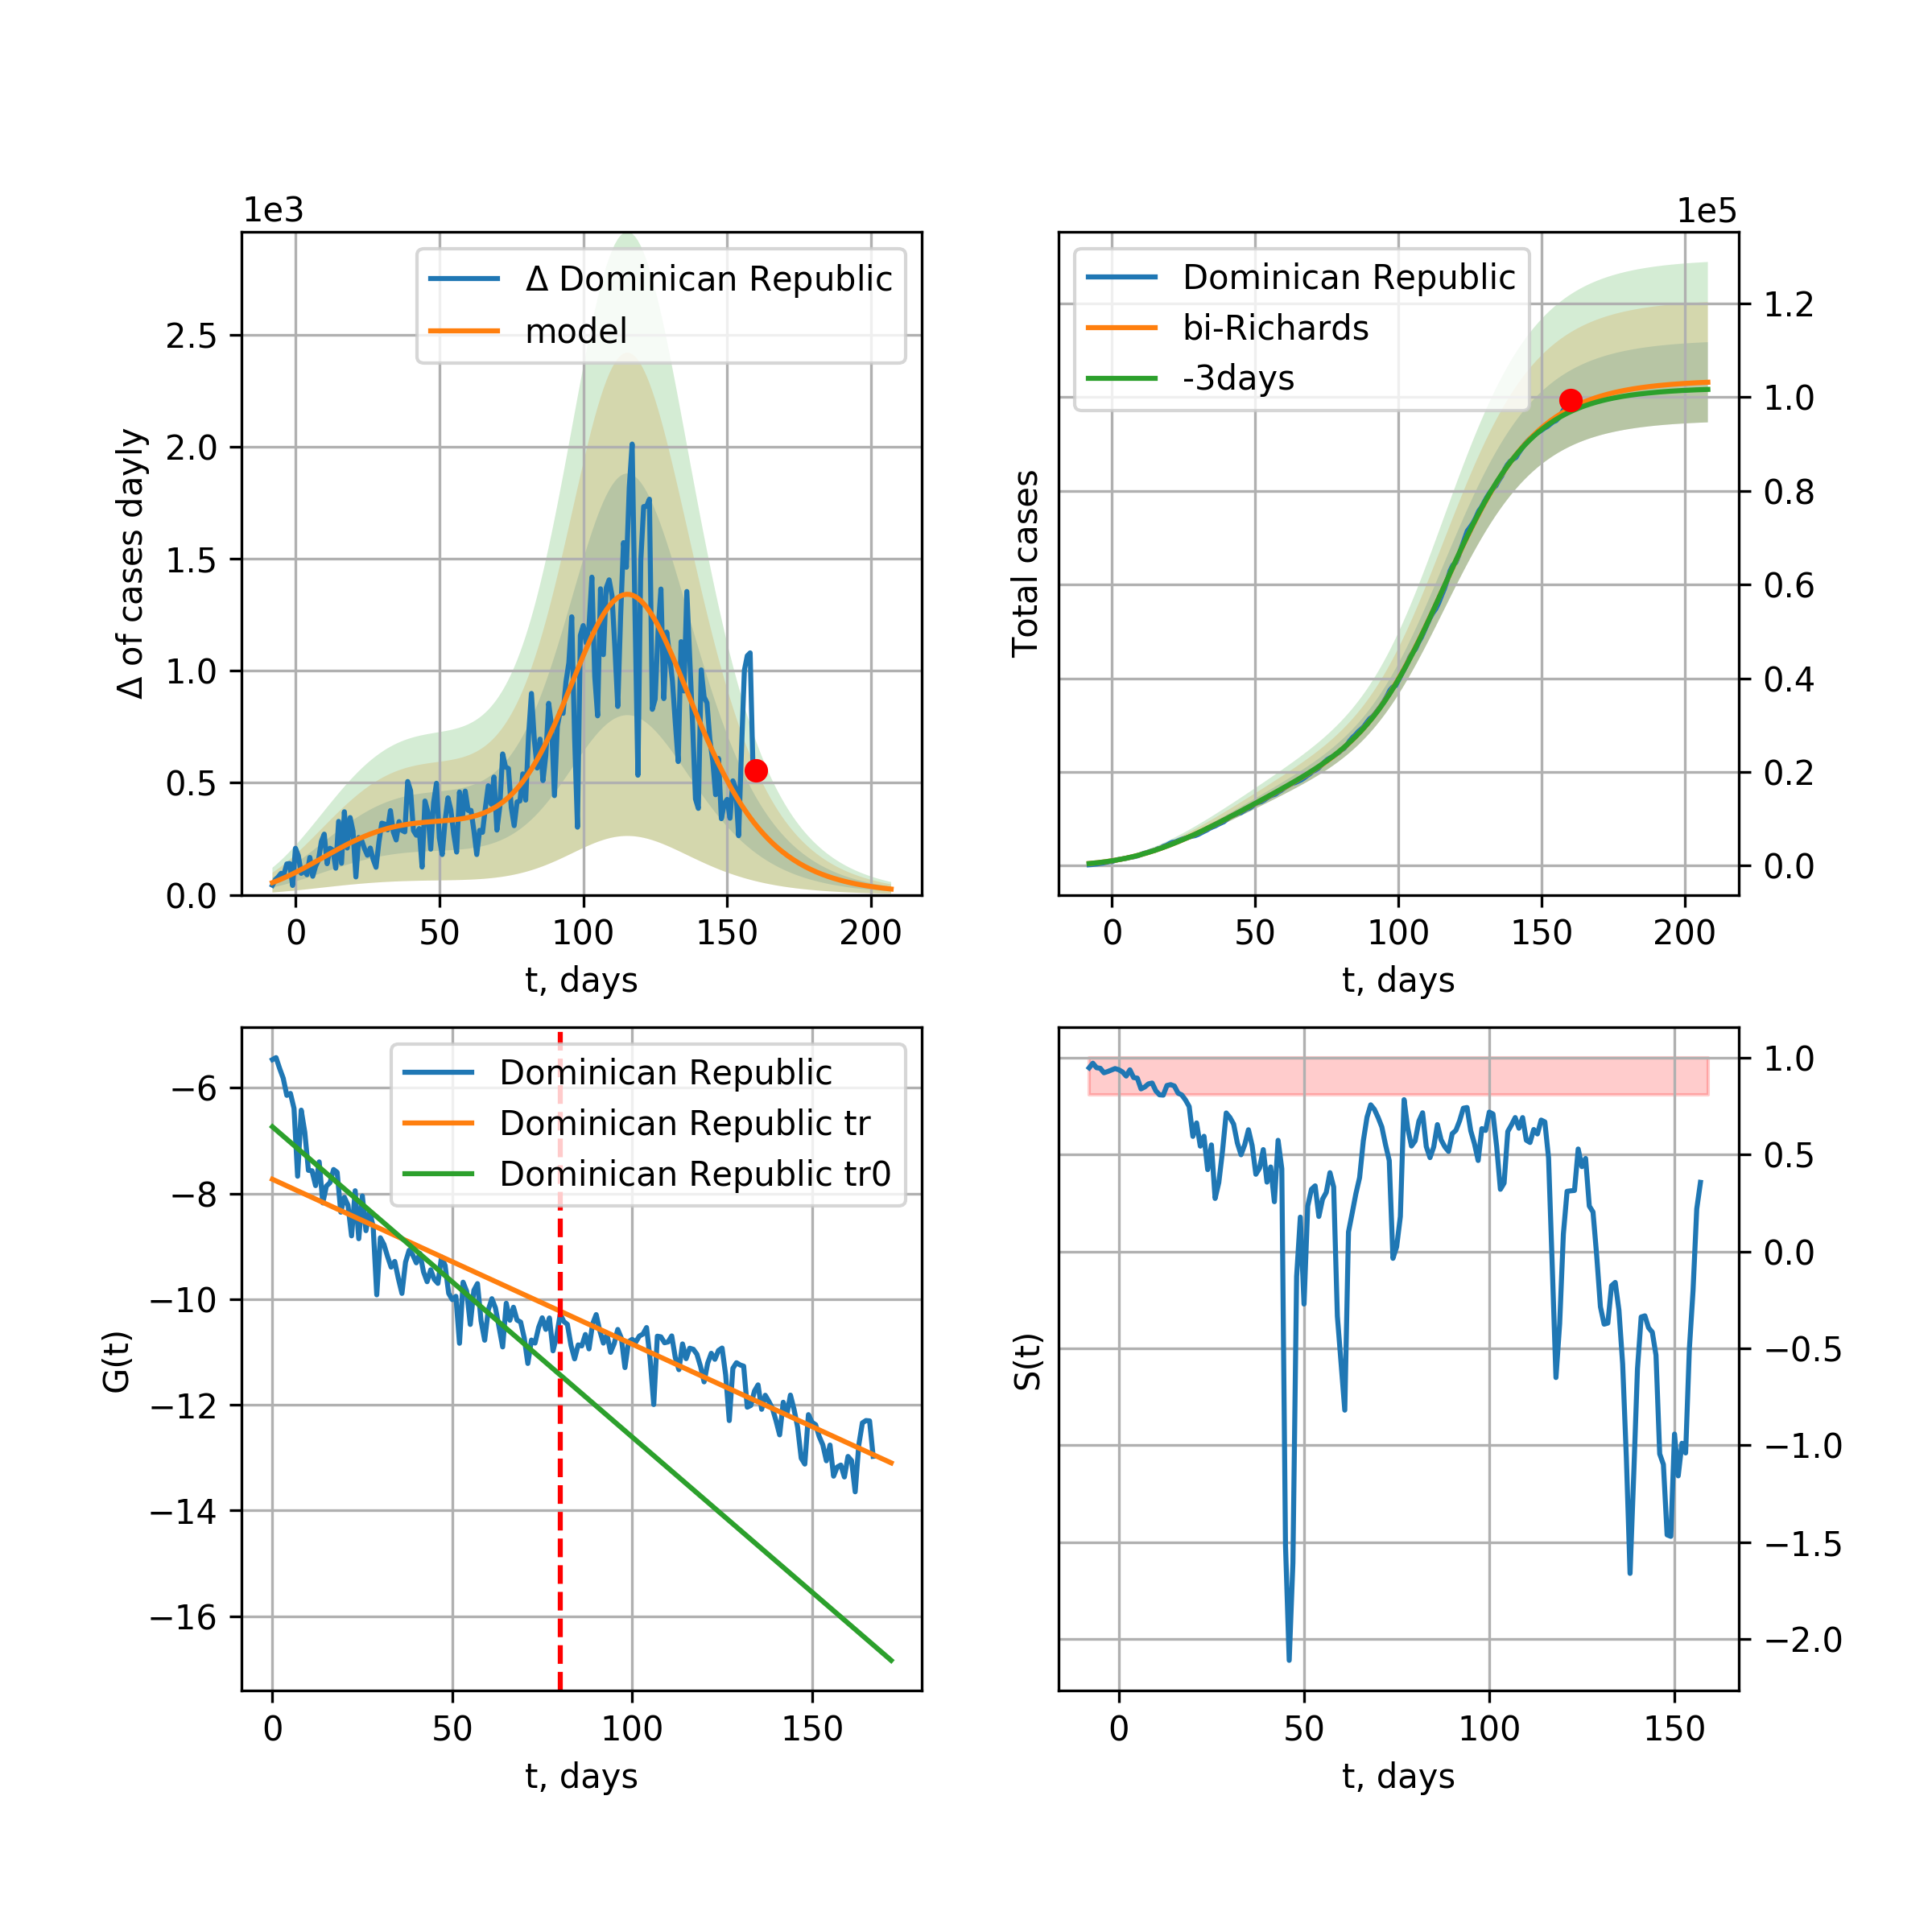 1e3
Δ Dominican Republic
model
Δ of cases dayly
2.5
2.0
1.5
1.0
0.5
0.0
0 50 100 150 200
t, days
1e5
Dominican Republic
bi-Richards
-3days
Total cases
1.2
1.0
0.8
0.6
0.4
0.2
0.0
0 50 100 150 200
t, days
Dominican Republic
Dominican Republic tr
Dominican Republic tr0
G(t)
−6
−8
−10
−12
−14
−16
0 50 100 150
t, days
S(t)
1.0
0.5
0.0
−0.5
−1.0
−1.5
−2.0
0 50 100 150
t, days